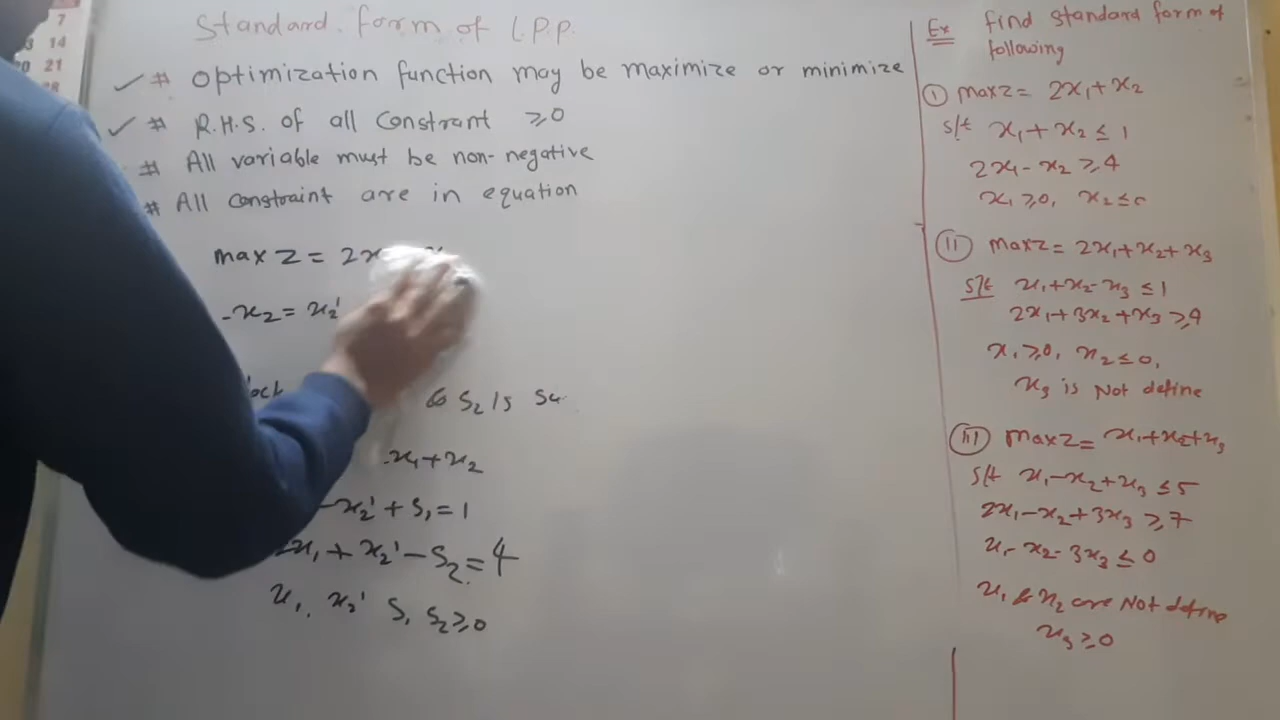 7
14
21
Standard form of L.P.P.
✓ # optimization function may be maximize or minimize
✓ # R.H.S. of all constrant ≥0
# All variable must be non-negative
# All constraint are in equation
max Z = 2x
-x₂ = x₂'
S₂ is
x₁+x₂
-x₂' + S₁ = 1
x₁ + x₂' - S₂ = 4
x₁, x₂' S₁ S₂ ≥0
Ex find standard form of
following
(i) max Z = 2x₁+x₂
s/t x₁+x₂ ≤ 1
2x₁-x₂ ≥ 4
x₁ ≥0, x₂ ≤0
(ii) max Z = 2x₁+x₂+x₃
s/t x₁+x₂-x₃ ≤ 1
2x₁+3x₂+x₃ ≥ 4
x₁ ≥0, x₂ ≤0,
x₃ is Not define
(iii) max Z = x₁+x₂+x₃
s/t x₁-x₂+x₃ ≤ 5
2x₁-x₂+3x₃ ≥ 7
x₁-x₂-3x₃ ≤ 0
x₁ & x₂ are Not define
x₃ ≥0